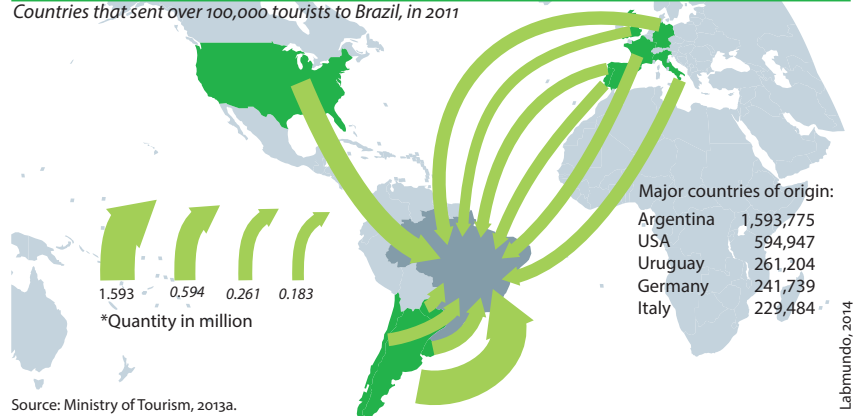 Countries that sent over 100,000 tourists to Brazil, in 2011
Major countries of origin:
Argentina 1,593,775
USA 594,947
Uruguay 261,204
Germany 241,739
Italy 229,484
1.593 0,594 0.261 0.183
*Quantity in million
Source: Ministry of Tourism, 2013a.
Labmundo, 2014